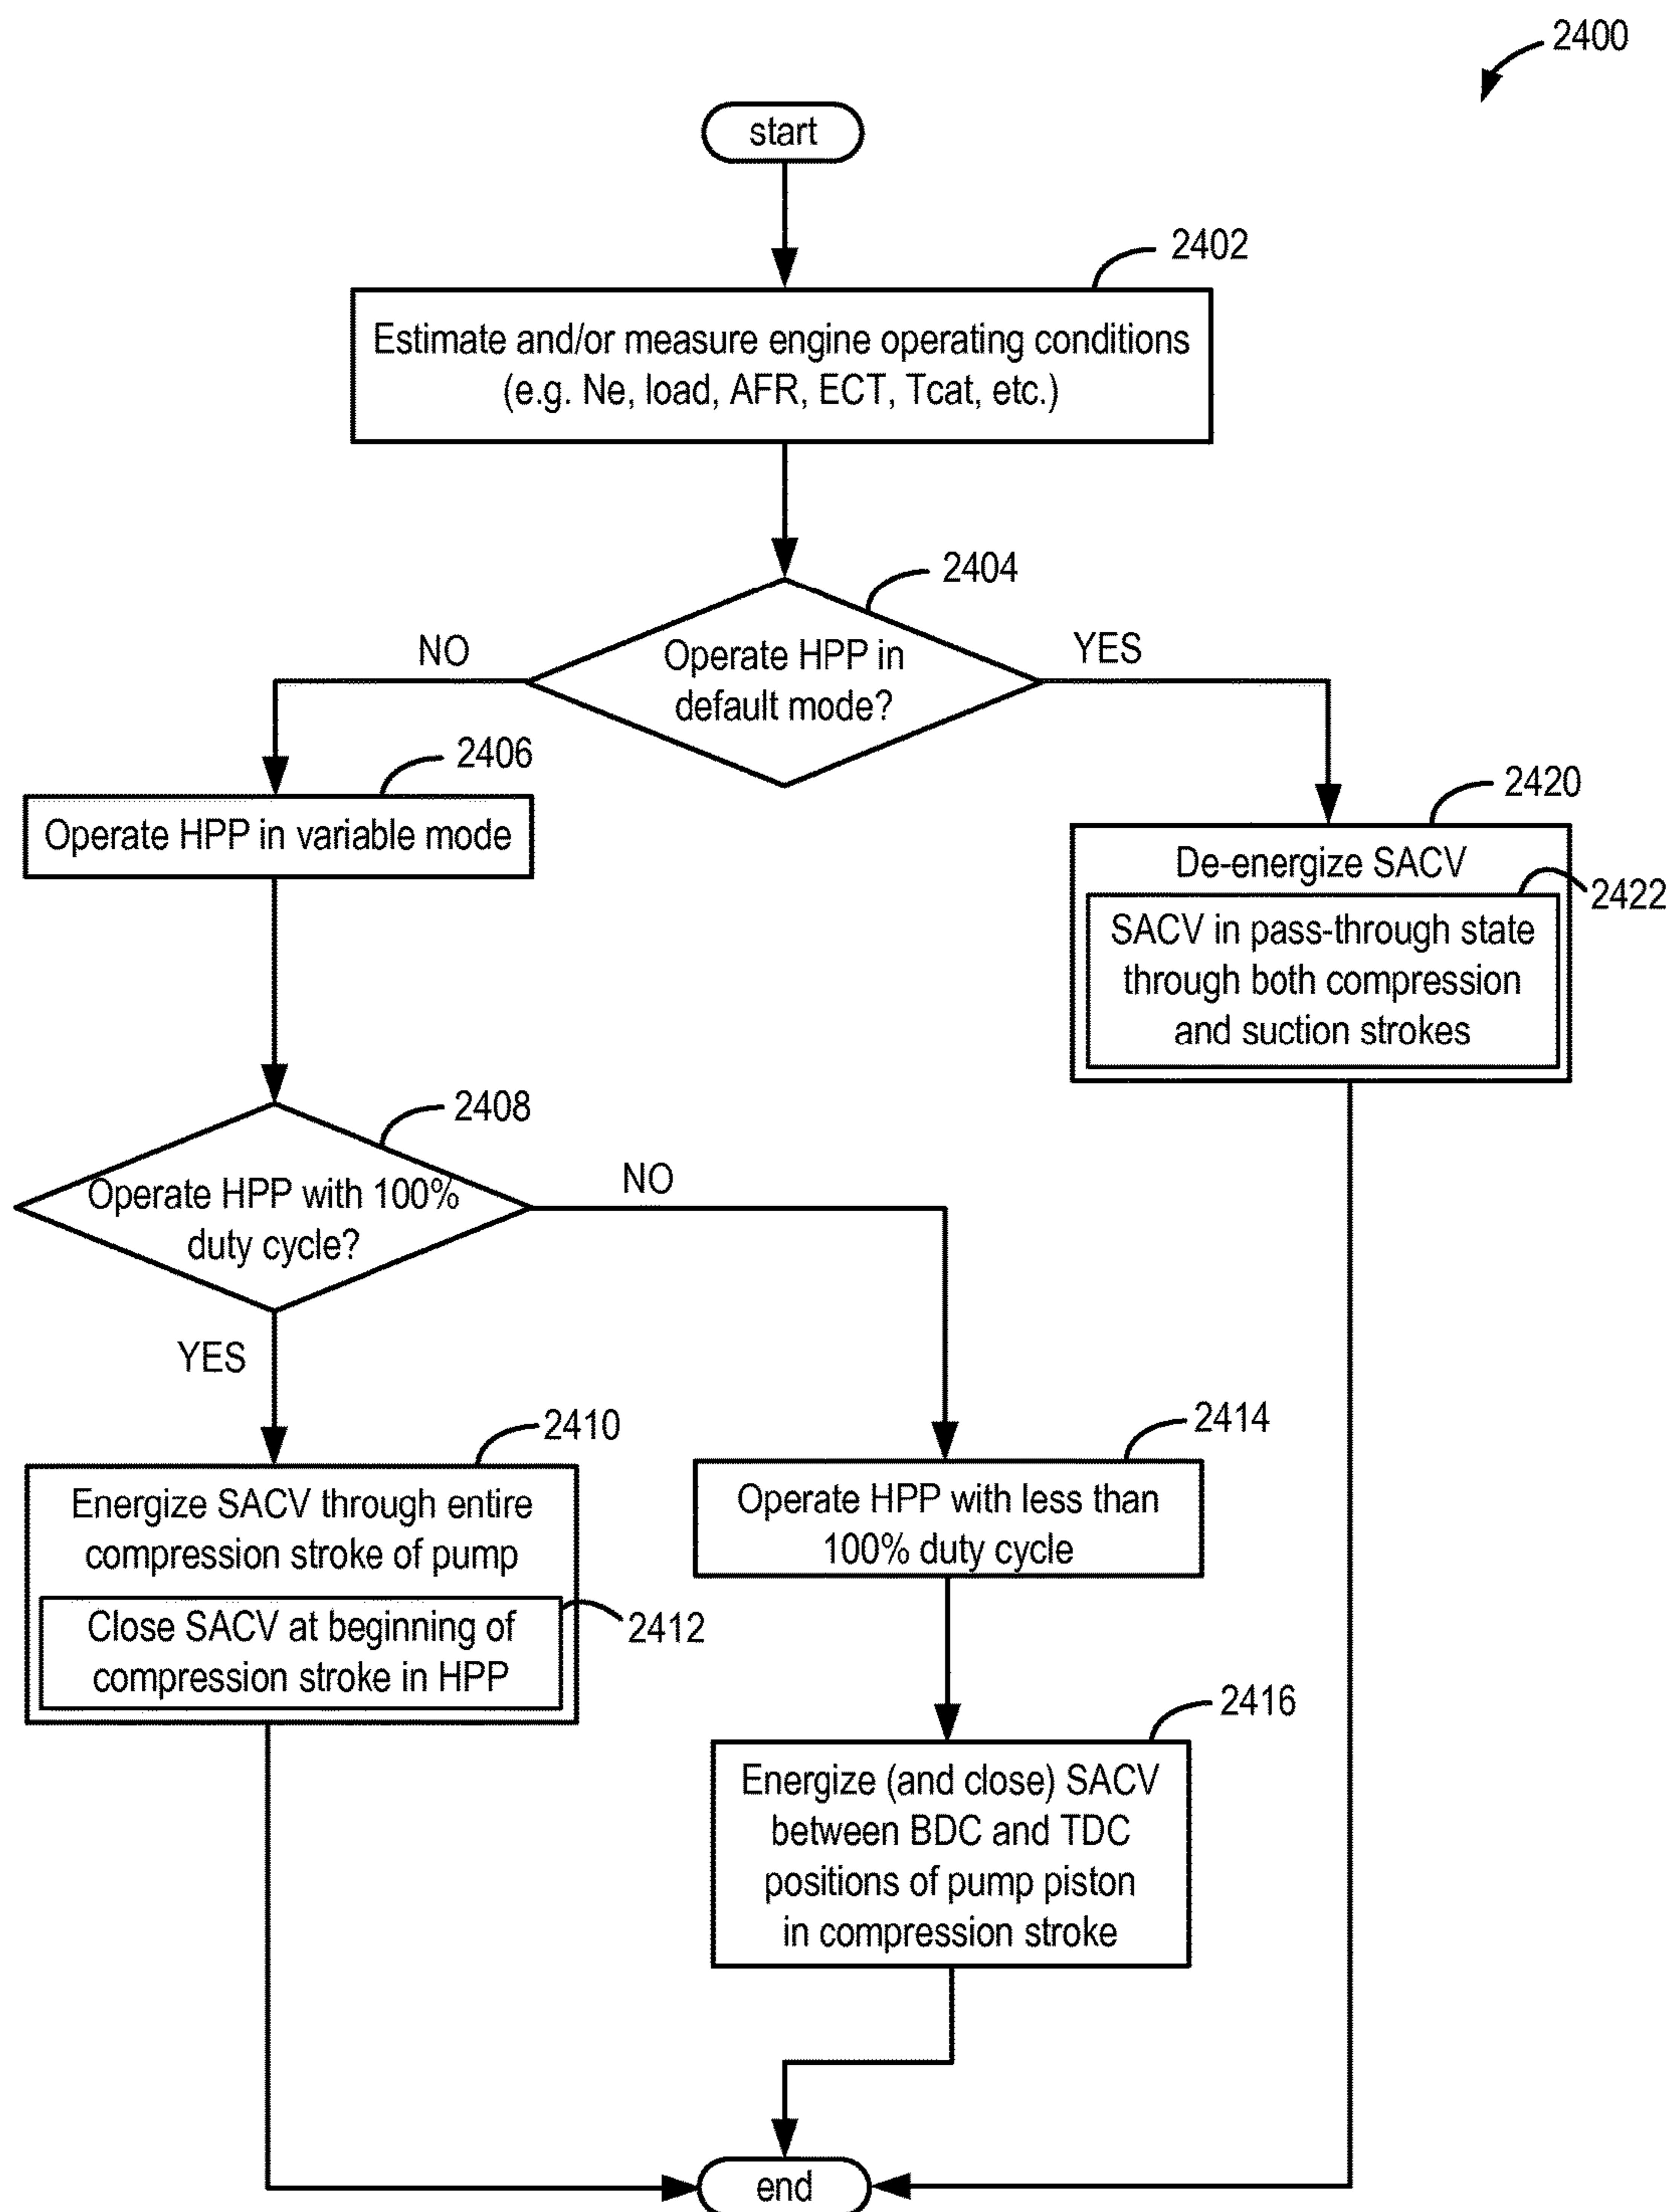 2400
start
2402
Estimate and/or measure engine operating conditions
(e.g. Ne, load, AFR, ECT, Tcat, etc.)
2404
Operate HPP in
default mode?
NO
YES
2406
Operate HPP in variable mode
2420
De-energize SACV
2422
SACV in pass-through state
through both compression
and suction strokes
2408
Operate HPP with 100%
duty cycle?
NO
YES
2410
Energize SACV through entire
compression stroke of pump
2412
Close SACV at beginning of
compression stroke in HPP
2414
Operate HPP with less than
100% duty cycle
2416
Energize (and close) SACV
between BDC and TDC
positions of pump piston
in compression stroke
end